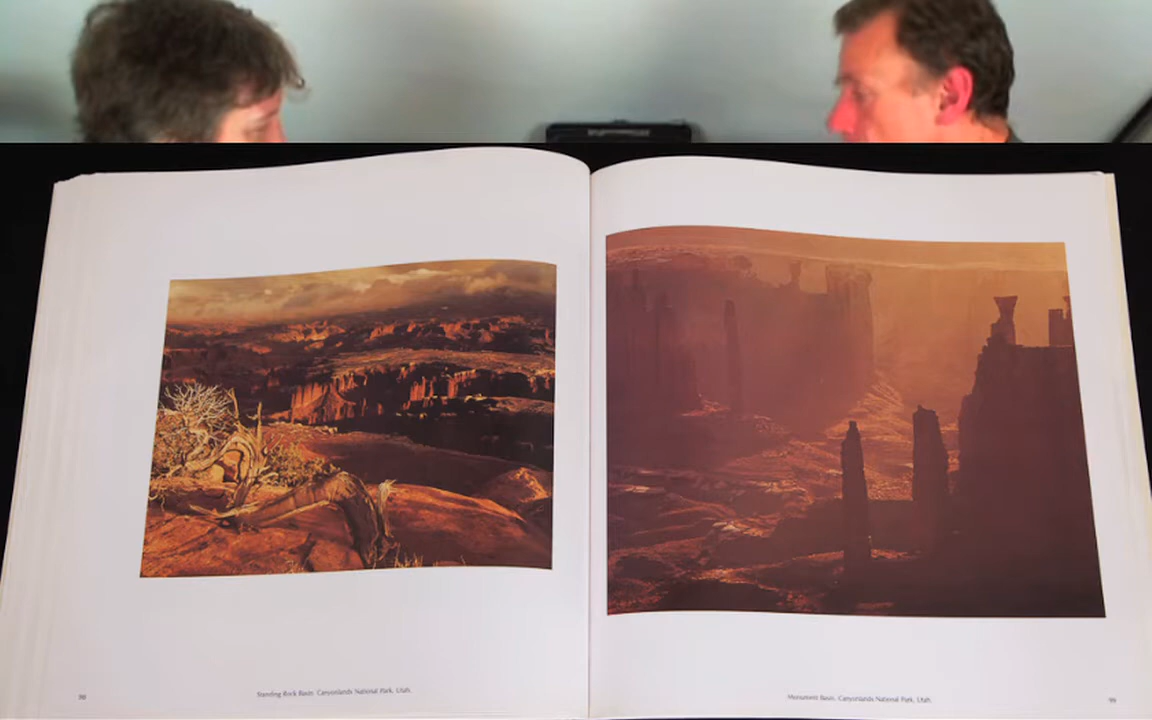 98
Standing Rock Basin. Canyonlands National Park, Utah.
Monument Basin. Canyonlands National Park, Utah.
99